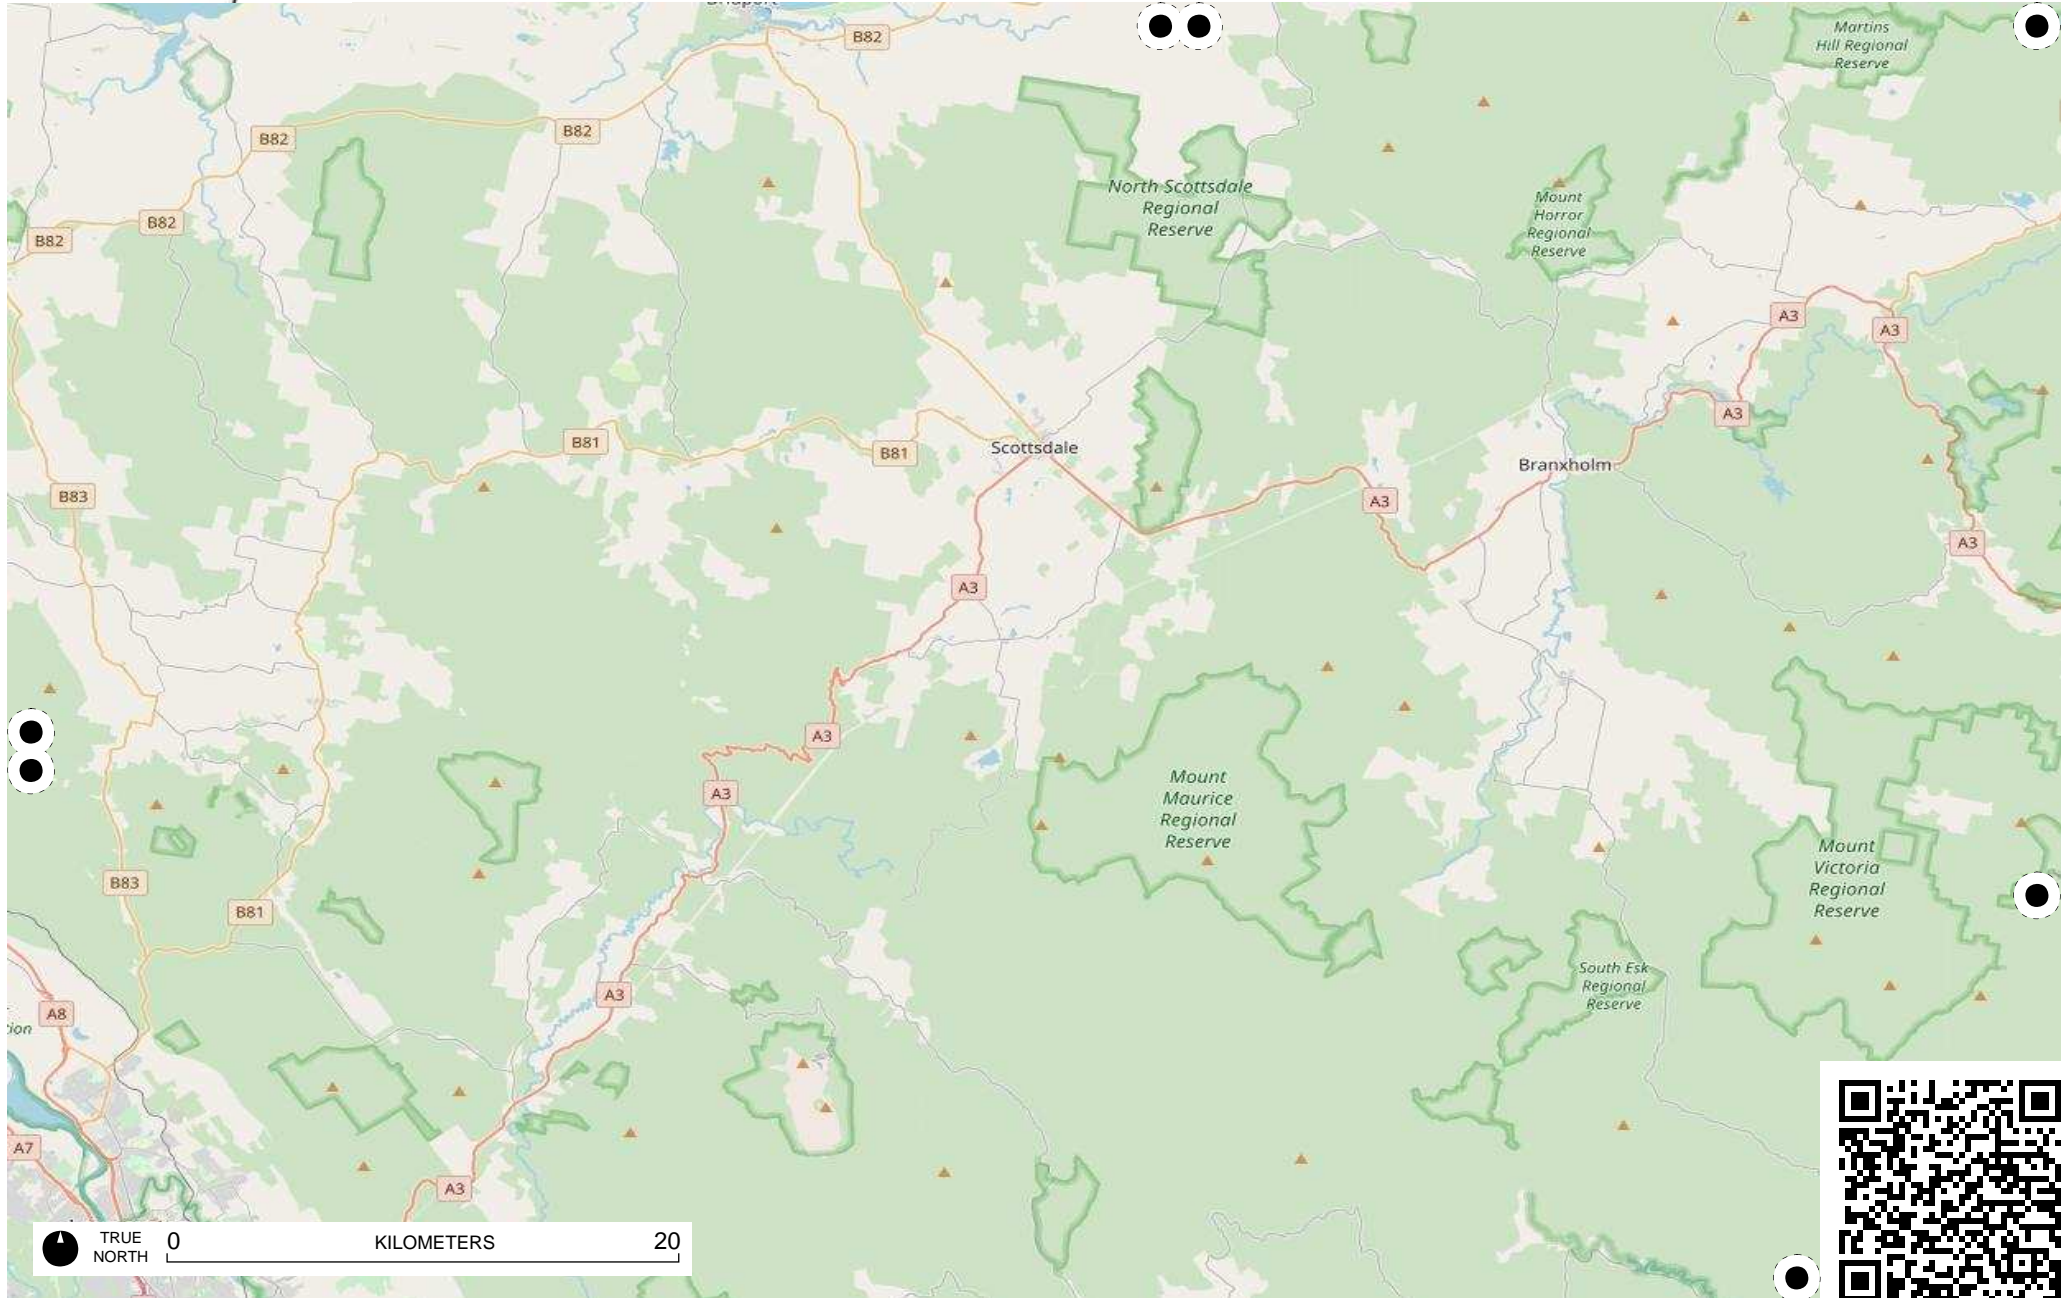 B82
Martins
Hill Regional
Reserve
B82
B82
North Scottsdale
Regional
Reserve
Mount
Horror
Regional
Reserve
B82
B82
A3
A3
A3
B81
B81
Scottsdale
Branxholm
B83
A3
A3
A3
A3
A3
Mount
Maurice
Regional
Reserve
Mount
Victoria
Regional
Reserve
B83
B81
South Esk
Regional
Reserve
A3
A8
A7
A3
TRUE
NORTH
0
KILOMETERS
20